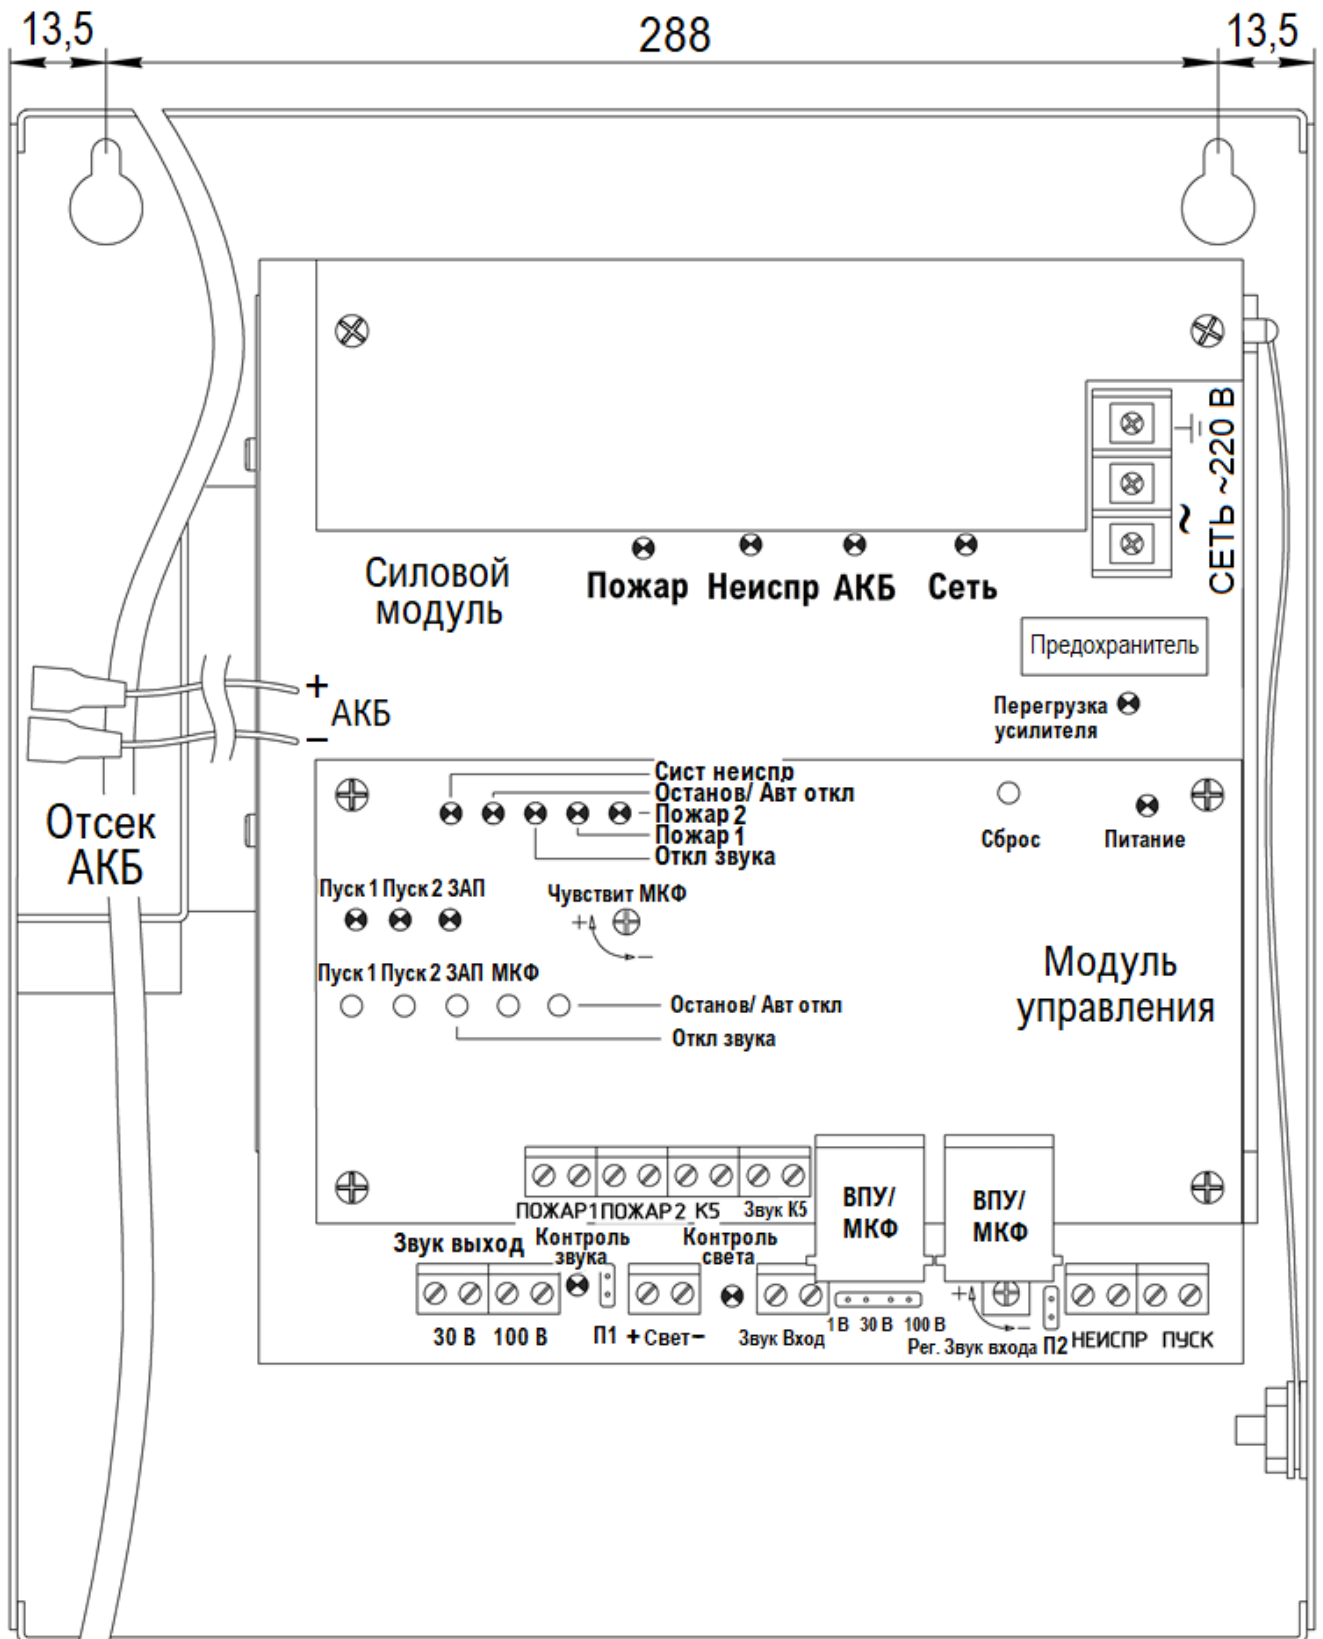 13,5 288 13,5
СЕТЬ ~220 В
~
Силовой
модуль
Пожар Неиспр АКБ Сеть
Предохранитель
Перегрузка
усилителя
+
АКБ
−
Отсек
АКБ
Сист неиспр
Останов/ Авт откл
Пожар 2
Пожар 1
Откл звука
Сброс Питание
Пуск 1 Пуск 2 ЗАП
Чувствит МКФ
+
−
Пуск 1 Пуск 2 ЗАП МКФ
Останов/ Авт откл
Откл звука
Модуль
управления
ПОЖАР1 ПОЖАР2 К5 Звук К5
ВПУ/
МКФ
ВПУ/
МКФ
Звук выход
Контроль
звука
Контроль
света
30 В 100 В
П1 + Свет −
Звук Вход
1 В 30 В 100 В
+
−
Рег. Звук входа П2
НЕИСПР ПУСК